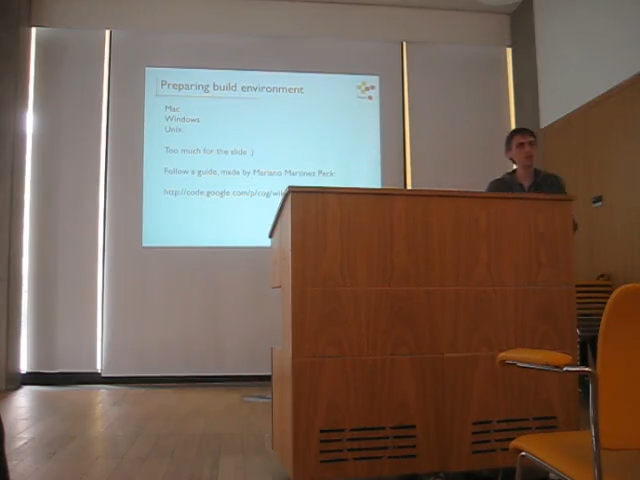 Preparing build environment
Mac
Windows
Unix
Too much for the slide :)
Follow a guide, made by Mariano Martinez Peck:
http://code.google.com/p/cog/wiki